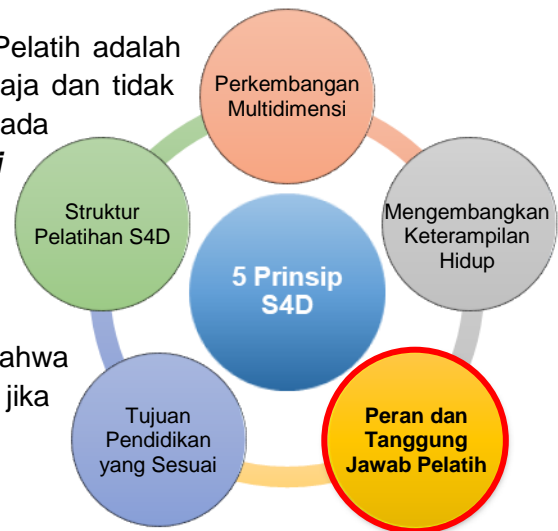 Pelatih adalah
aja dan tidak
ada
i
ahwa
jika
Perkembangan
Multidimensi
Mengembangkan
Keterampilan
Hidup
Peran dan
Tanggung
Jawab Pelatih
Tujuan
Pendidikan
yang Sesuai
Struktur
Pelatihan S4D
5 Prinsip
S4D